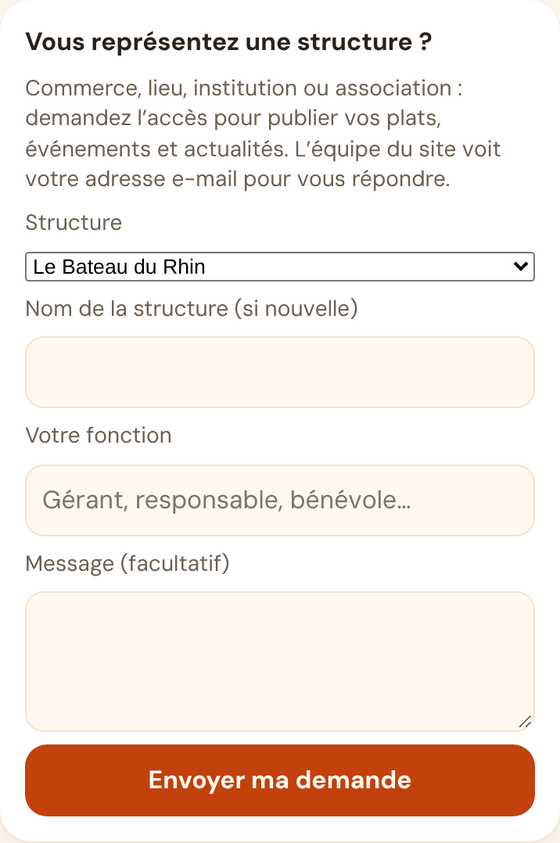 Vous représentez une structure ?
Commerce, lieu, institution ou association :
demandez l’accès pour publier vos plats,
événements et actualités. L’équipe du site voit
votre adresse e-mail pour vous répondre.
Structure
Le Bateau du Rhin
Nom de la structure (si nouvelle)
Votre fonction
Gérant, responsable, bénévole…
Message (facultatif)
Envoyer ma demande